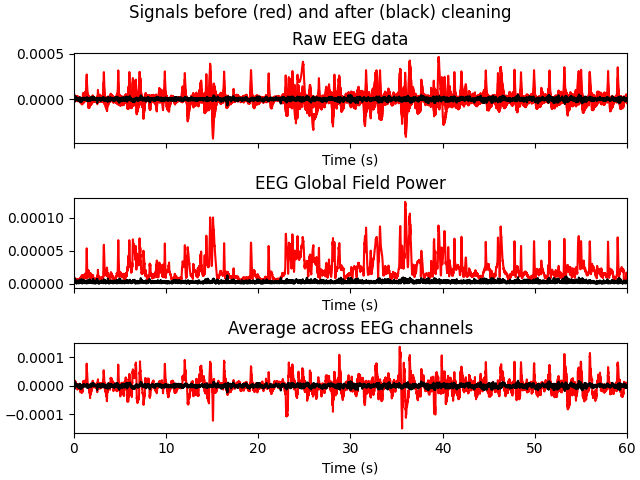 Signals before (red) and after (black) cleaning
Raw EEG data
0.0005
0.0000
Time (s)
EEG Global Field Power
0.00010
0.00005
0.00000
Time (s)
Average across EEG channels
0.0001
0.0000
−0.0001
0 10 20 30 40 50 60
Time (s)